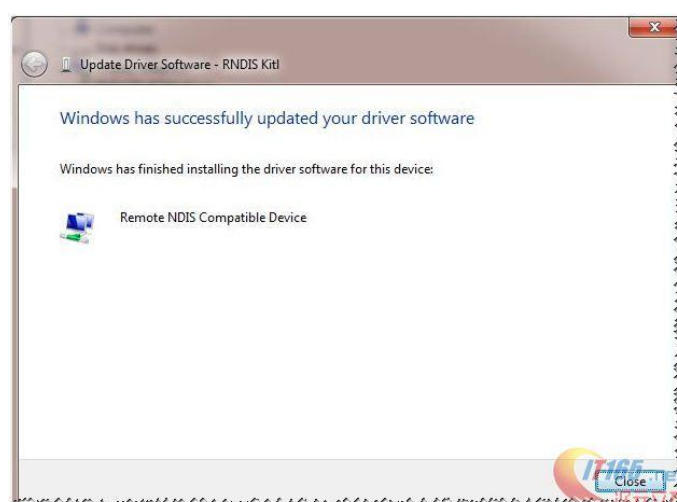 Update Driver Software - RNDIS Kitl
Windows has successfully updated your driver software
Windows has finished installing the driver software for this device:
Remote NDIS Compatible Device
IT165
Close